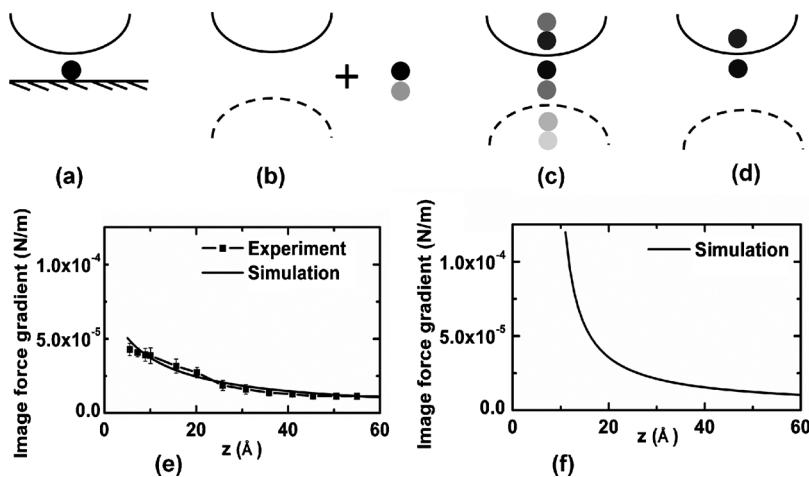 +
(a)
(b)
(c)
(d)
Image force gradient (N/m)
1.0x10⁻⁴
5.0x10⁻⁵
0.0
Experiment
Simulation
0 20 40 60
z (Å)
(e)
Image force gradient (N/m)
1.0x10⁻⁴
5.0x10⁻⁵
0.0
Simulation
0 20 40 60
z (Å)
(f)